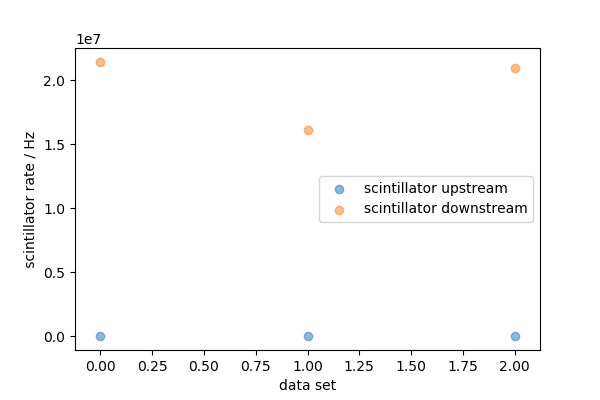 1e7
2.0
1.5
1.0
0.5
0.0
scintillator rate / Hz
scintillator upstream
scintillator downstream
0.00 0.25 0.50 0.75 1.00 1.25 1.50 1.75 2.00
data set